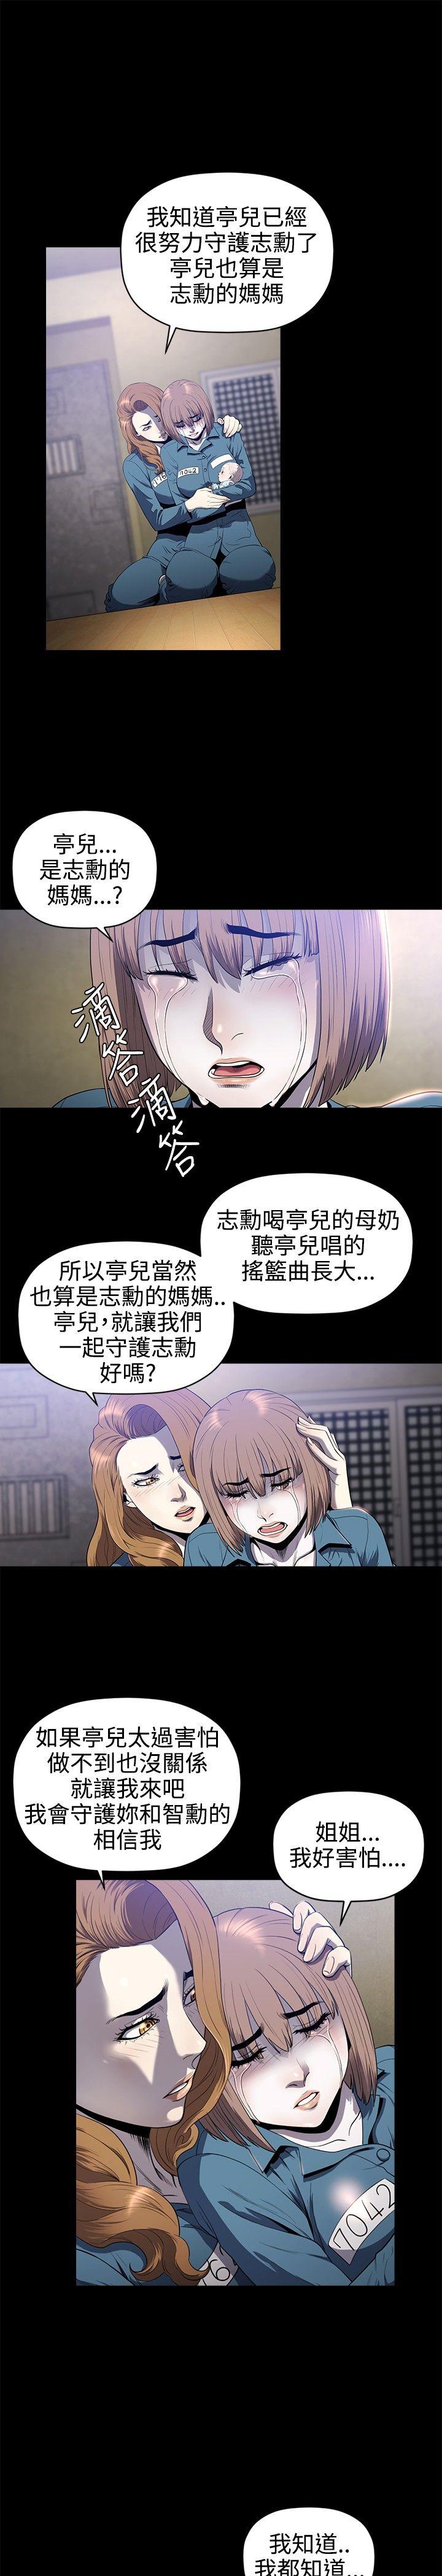 我知道亭兒已經
很努力守護志勳了
亭兒也算是
志勳的媽媽
7042
亭兒...
是志勳的
媽媽...?
滴答滴答
志勳喝亭兒的母奶
聽亭兒唱的
搖籃曲長大...
所以亭兒當然
也算是志勳的媽媽..
亭兒,就讓我們
一起守護志勳
好嗎?
如果亭兒太過害怕
做不到也沒關係
就讓我來吧
我會守護妳和智勳的
相信我
姐姐...
我好害怕....
7042
6
我知道..
我都知道...